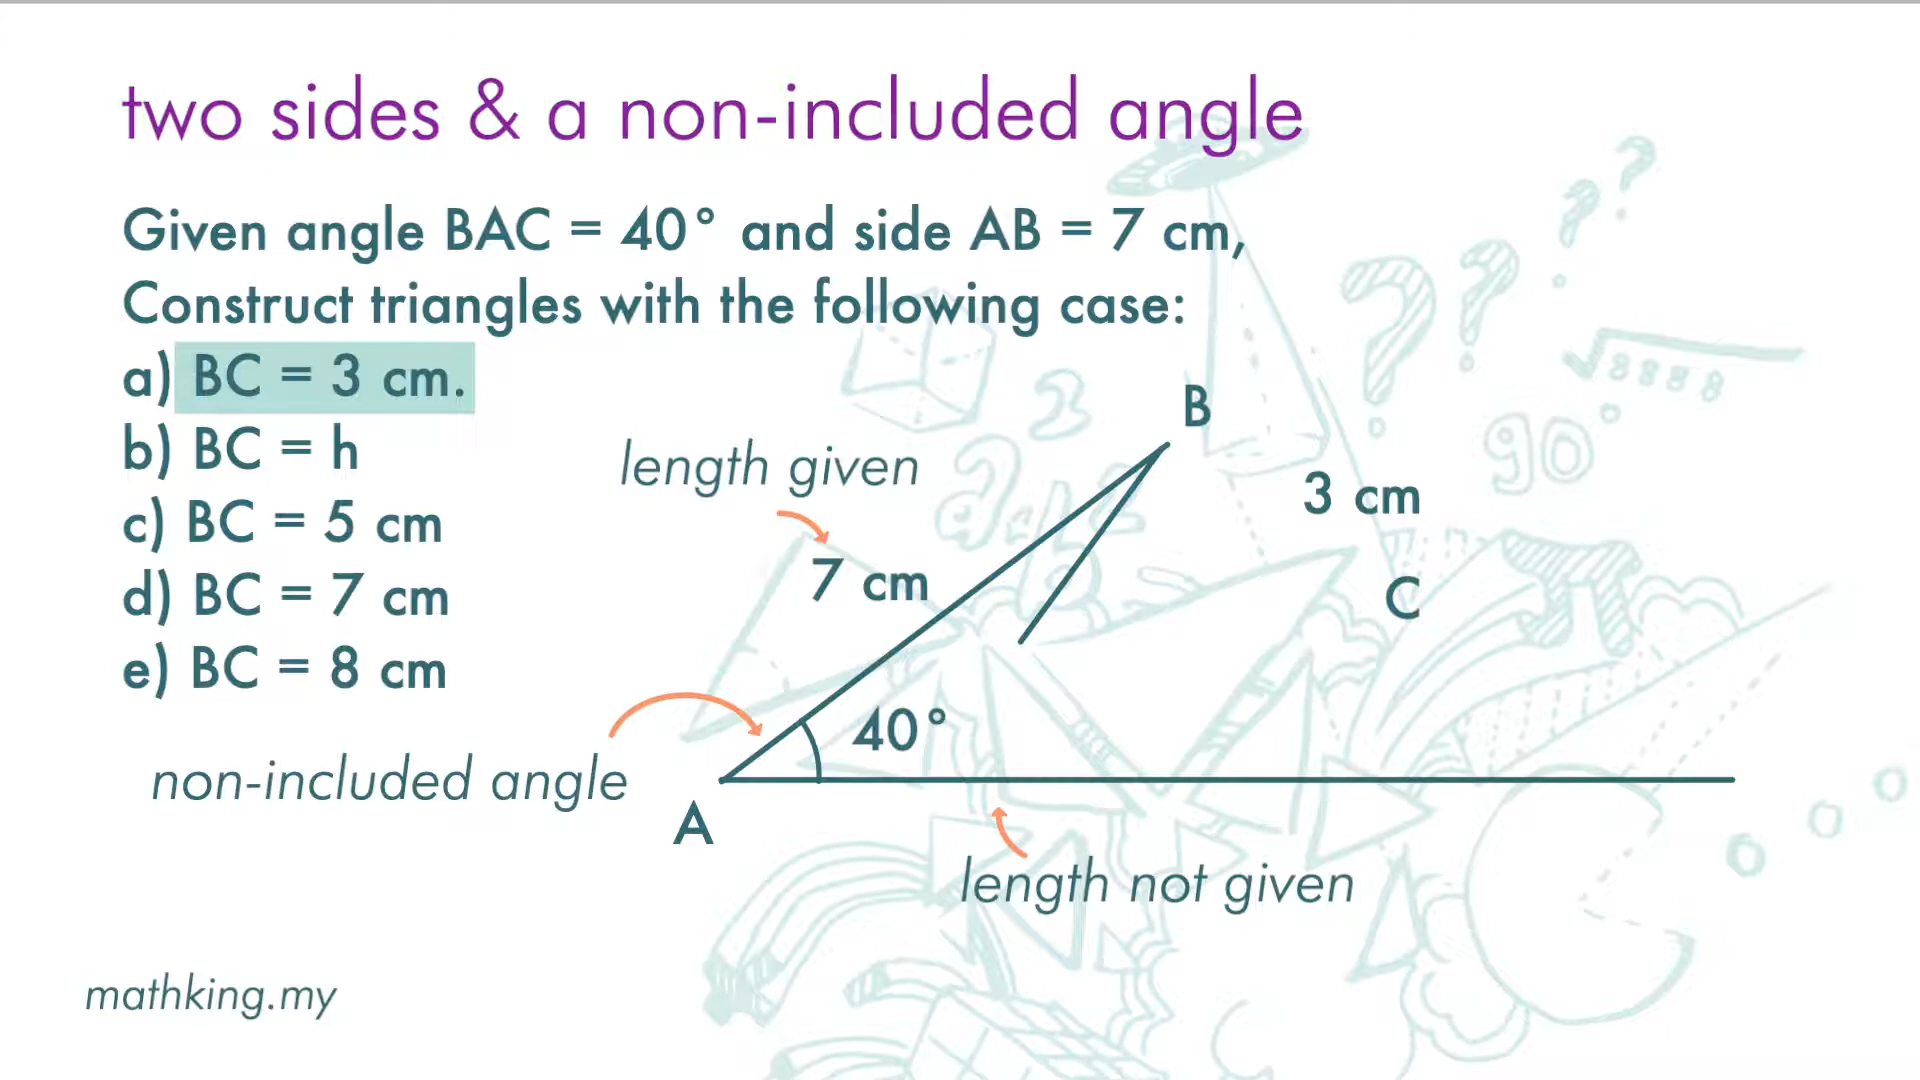 two sides & a non-included angle
Given angle BAC = 40° and side AB = 7 cm,
Construct triangles with the following case:
a) BC = 3 cm.
b) BC = h
c) BC = 5 cm
d) BC = 7 cm
e) BC = 8 cm
B
length given
3 cm
7 cm
C
40°
non-included angle
A
length not given
mathking.my
90°